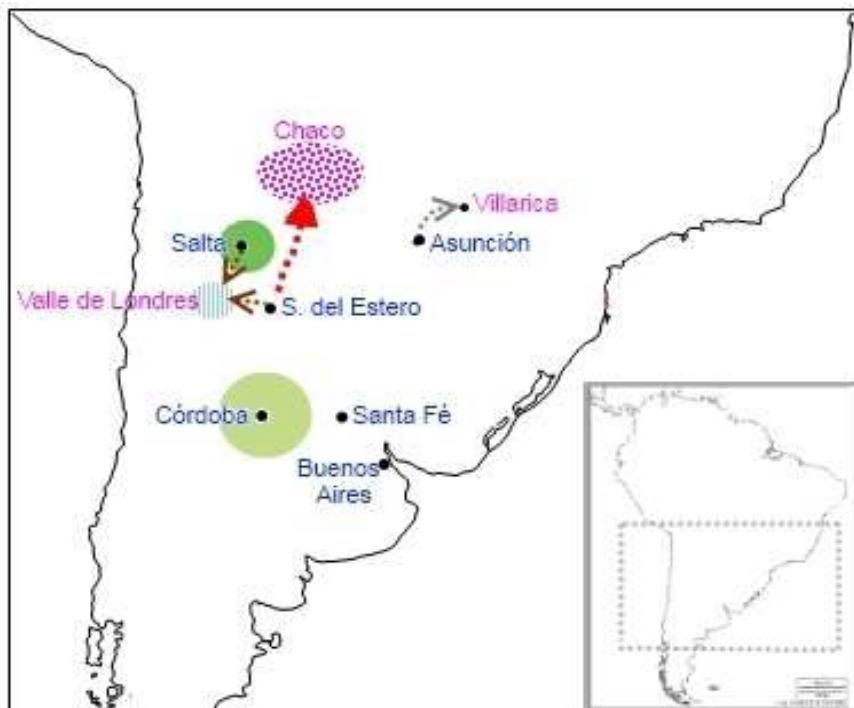 Chaco
Villarica
Salta
Asunción
Valle de Londres
S. del Estero
Córdoba
Santa Fé
Buenos
Aires